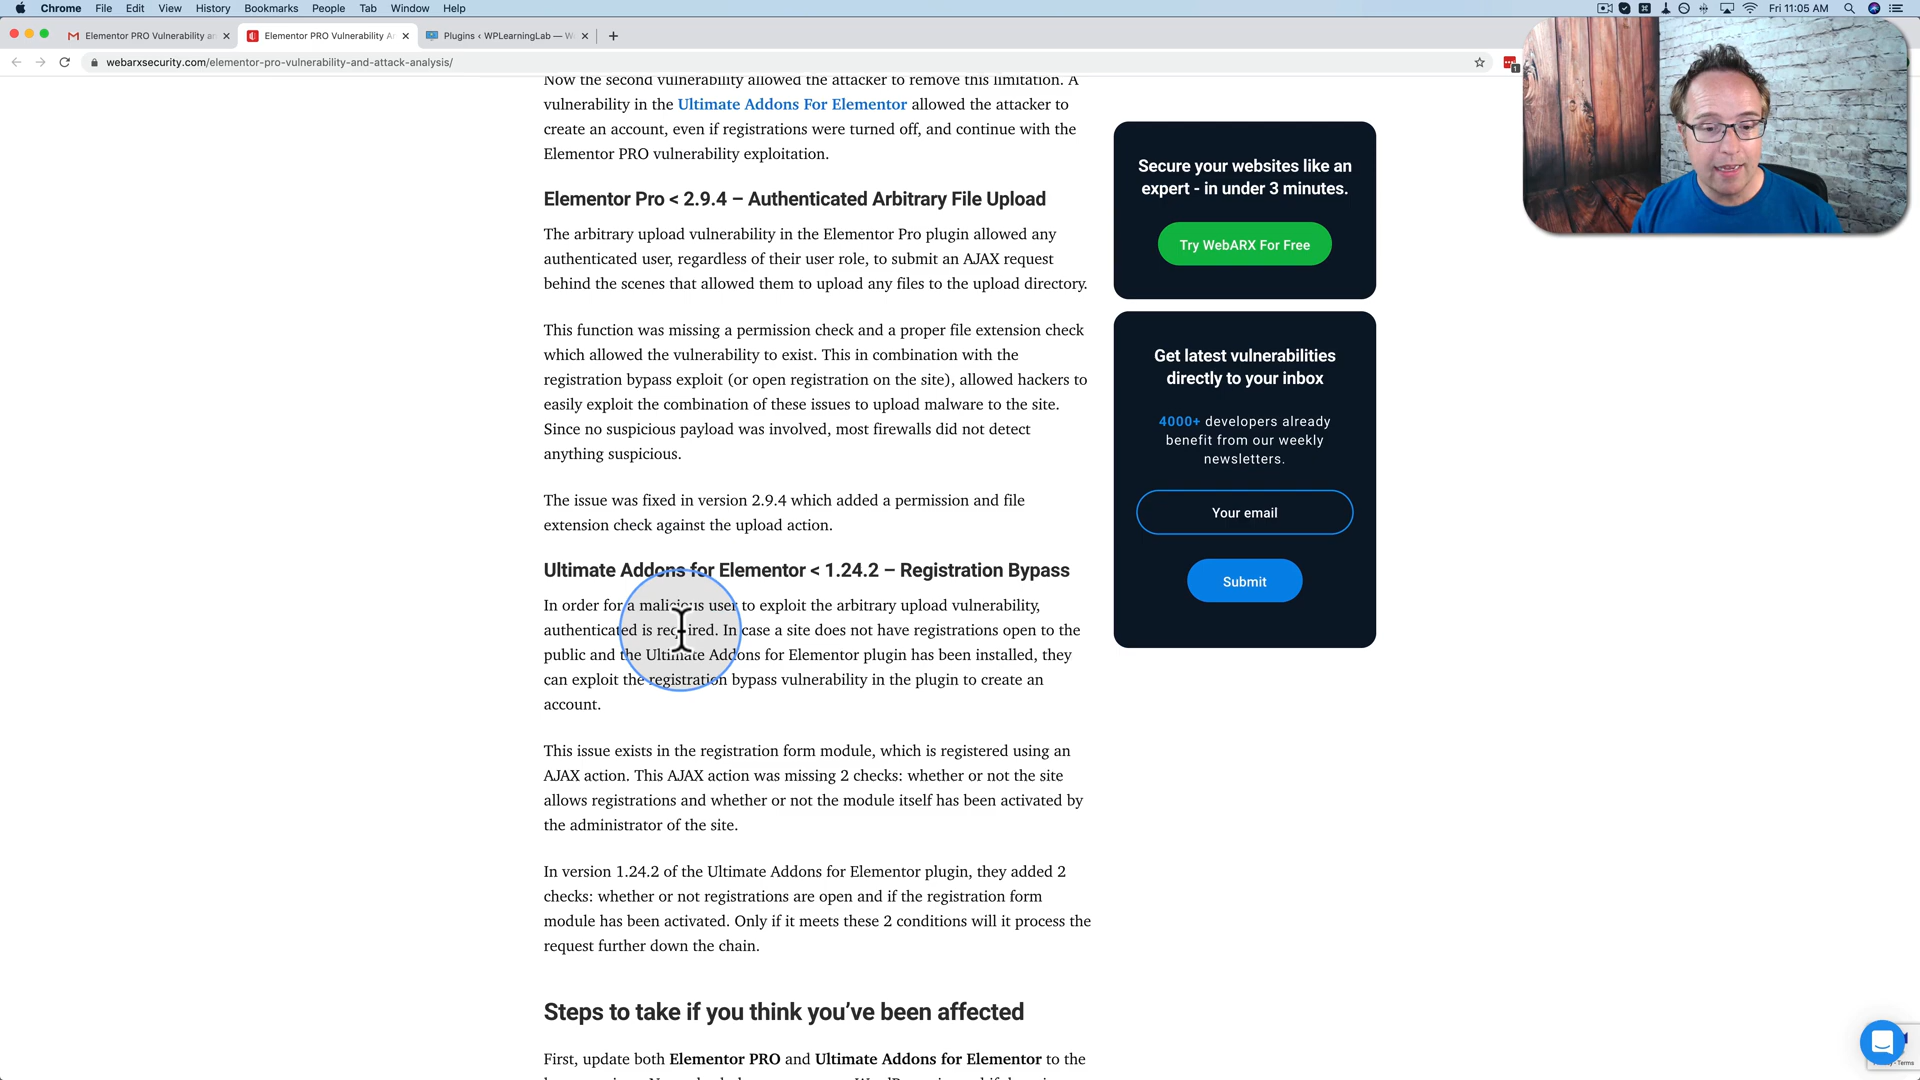 Chrome File Edit View History Bookmarks People Tab Window Help
Fri 11:05 AM
Elementor PRO Vulnerability a
Elementor PRO Vulnerability A
Plugins ‹ WPLearningLab — W
webarxsecurity.com/elementor-pro-vulnerability-and-attack-analysis/
1
Now the second vulnerability allowed the attacker to remove this limitation. A
vulnerability in the Ultimate Addons For Elementor allowed the attacker to
create an account, even if registrations were turned off, and continue with the
Elementor PRO vulnerability exploitation.
Elementor Pro < 2.9.4 – Authenticated Arbitrary File Upload
The arbitrary upload vulnerability in the Elementor Pro plugin allowed any
authenticated user, regardless of their user role, to submit an AJAX request
behind the scenes that allowed them to upload any files to the upload directory.
This function was missing a permission check and a proper file extension check
which allowed the vulnerability to exist. This in combination with the
registration bypass exploit (or open registration on the site), allowed hackers to
easily exploit the combination of these issues to upload malware to the site.
Since no suspicious payload was involved, most firewalls did not detect
anything suspicious.
The issue was fixed in version 2.9.4 which added a permission and file
extension check against the upload action.
Ultimate Addons for Elementor < 1.24.2 – Registration Bypass
In order for a malicious user to exploit the arbitrary upload vulnerability,
authenticated is required. In case a site does not have registrations open to the
public and the Ultimate Addons for Elementor plugin has been installed, they
can exploit the registration bypass vulnerability in the plugin to create an
account.
This issue exists in the registration form module, which is registered using an
AJAX action. This AJAX action was missing 2 checks: whether or not the site
allows registrations and whether or not the module itself has been activated by
the administrator of the site.
In version 1.24.2 of the Ultimate Addons for Elementor plugin, they added 2
checks: whether or not registrations are open and if the registration form
module has been activated. Only if it meets these 2 conditions will it process the
request further down the chain.
Steps to take if you think you’ve been affected
First, update both Elementor PRO and Ultimate Addons for Elementor to the
Secure your websites like an
expert - in under 3 minutes.
Try WebARX For Free
Get latest vulnerabilities
directly to your inbox
4000+ developers already
benefit from our weekly
newsletters.
Your email
Submit
- Terms